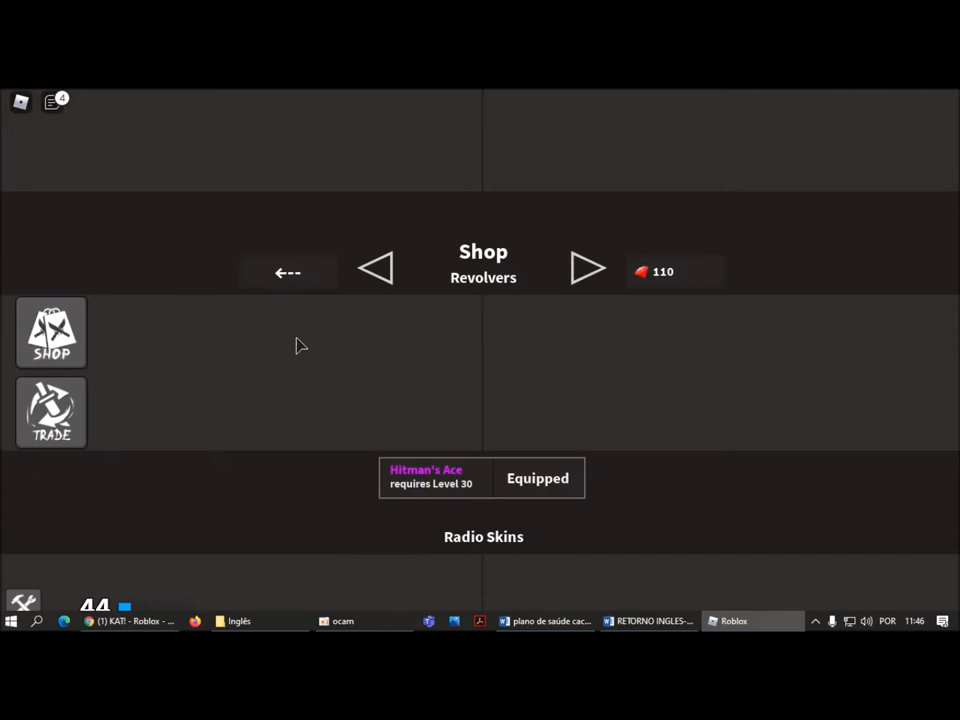 4
Shop
Revolvers
←--
110
SHOP
TRADE
Hitman's Ace
requires Level 30
Equipped
Radio Skins
44
(1) KAT! - Roblox - ...
Inglês
ocam
plano de saúde cac...
RETORNO INGLES-...
Roblox
POR
11:46